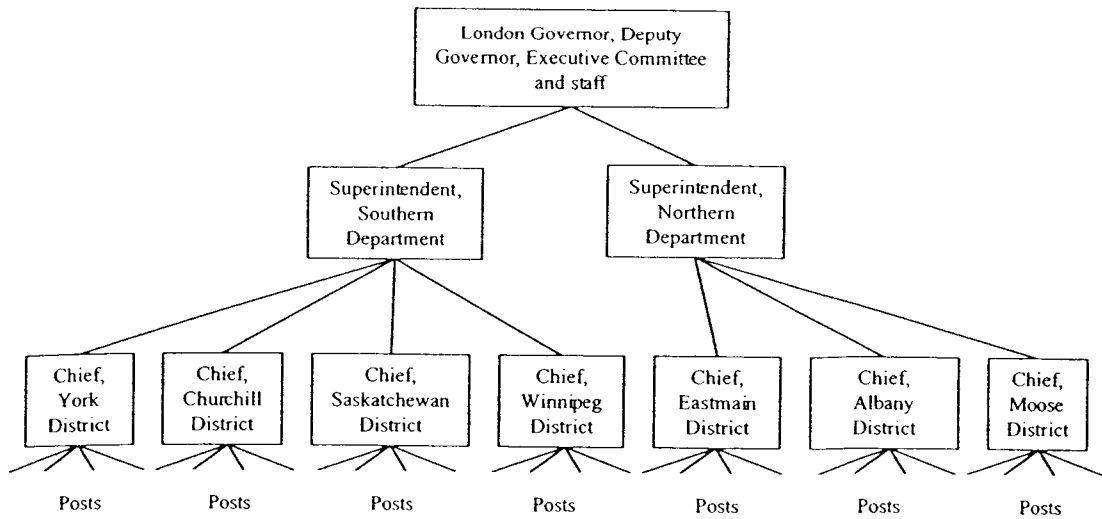 London Governor, Deputy
Governor, Executive Committee
and staff
Superintendent,
Southern
Department
Superintendent,
Northern
Department
Chief,
York
District
Chief,
Churchill
District
Chief,
Saskatchewan
District
Chief,
Winnipeg
District
Chief,
Eastmain
District
Chief,
Albany
District
Chief,
Moose
District
Posts
Posts
Posts
Posts
Posts
Posts
Posts